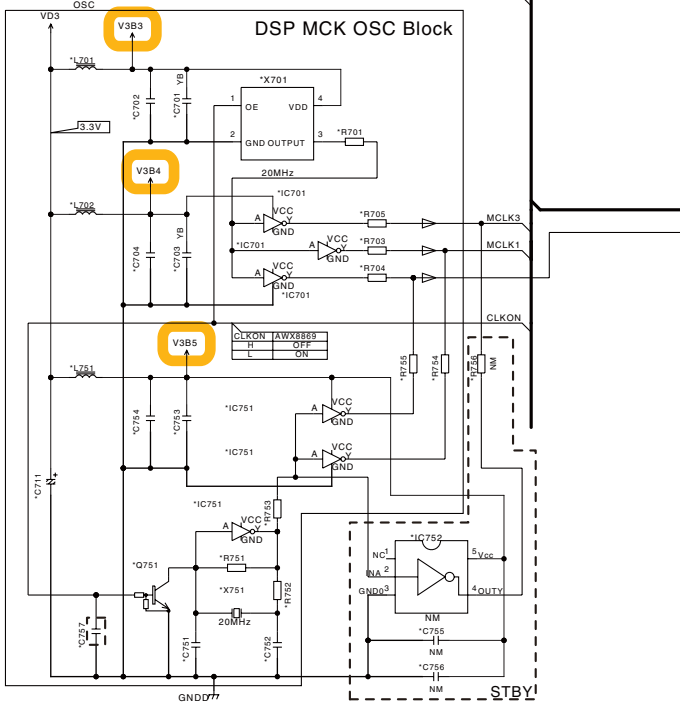 OSC
VD3
V3B3
DSP MCK OSC Block
*L701
YB
*C702
*C701
*X701
1
OE
VDD
4
2
GND
OUTPUT
3
*R701
3.3V
20MHz
V3B4
*IC701
*L702
YB
*C704
*C703
A
VCC
Y
GND
*R705
MCLK3
*IC701
A
VCC
Y
GND
*R703
MCLK1
A
Y
*R704
*IC701
CLKON
CLKON AWX8869
H OFF
L ON
V3B5
*L751
*R755
*R754
*R756
NM
*C754
*C753
*IC751
A
VCC
Y
GND
*IC751
A
VCC
Y
GND
*C711
+
*IC751
*R753
A
VCC
Y
GND
*IC752
NC
1
5
Vcc
INA
2
GND0
3
4
OUTY
NM
*Q751
*R751
*X751
20MHz
*R752
*C757
*C751
*C752
*C755
NM
*C756
NM
GNDD
STBY